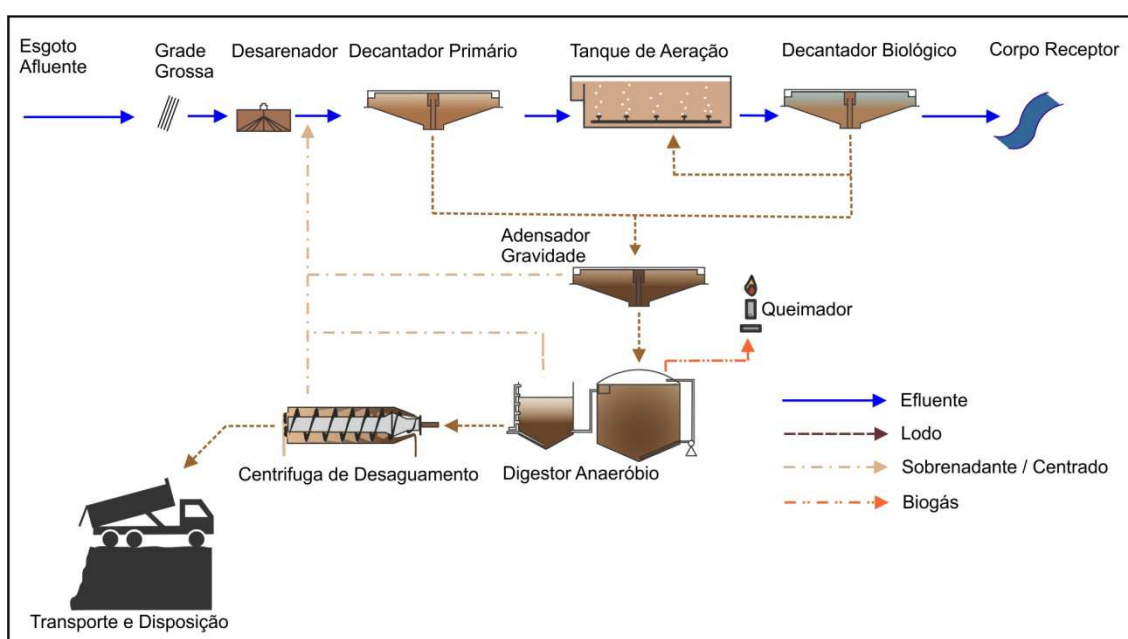 Esgoto
Afluente
Grade
Grossa
Desarenador
Decantador Primário
Tanque de Aeração
Decantador Biológico
Corpo Receptor
Adensador
Gravidade
Queimador
Centrifuga de Desaguamento
Digestor Anaeróbio
Efluente
Lodo
Sobrenadante / Centrado
Biogás
Transporte e Disposição